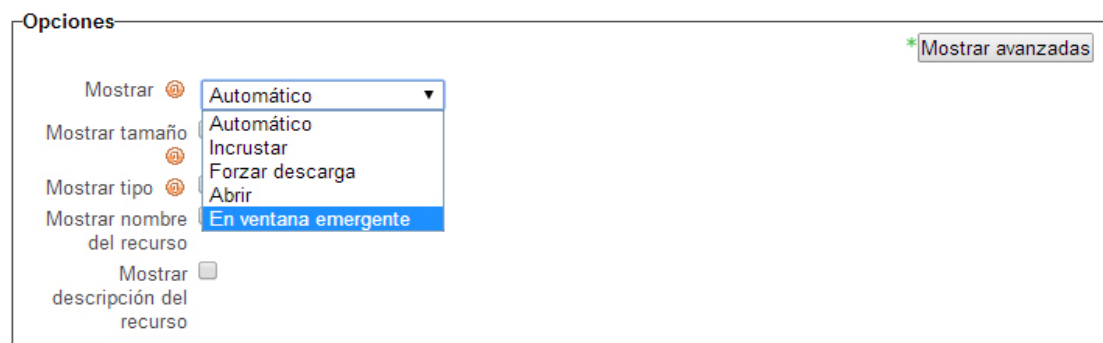 Opciones
*Mostrar avanzadas
Mostrar
Automático
Automático
Mostrar tamaño
Incrustar
Forzar descarga
Mostrar tipo
Abrir
Mostrar nombre
En ventana emergente
del recurso
Mostrar
descripción del
recurso